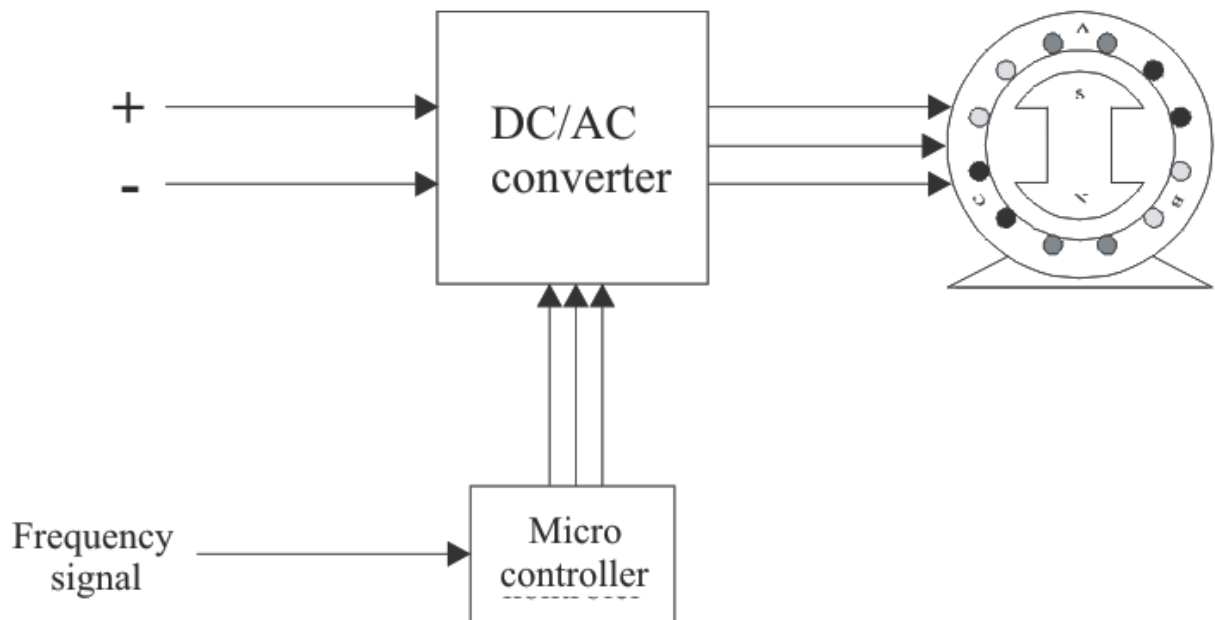 +
-
DC/AC
converter
A
S
C
B
Frequency
signal
Micro
controller